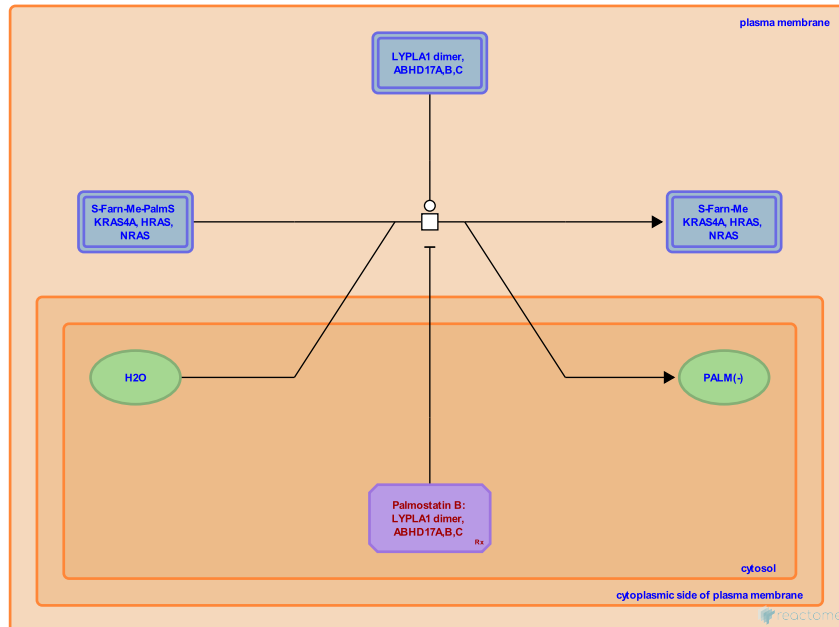 plasma membrane
LYPLA1 dimer,
ABHD17A,B,C
S-Farn-Me-PalmS
KRAS4A, HRAS,
NRAS
S-Farn-Me
KRAS4A, HRAS,
NRAS
H2O
PALM(-)
Palmostatin B:
LYPLA1 dimer,
ABHD17A,B,C
Rx
cytosol
cytoplasmic side of plasma membrane
reactome